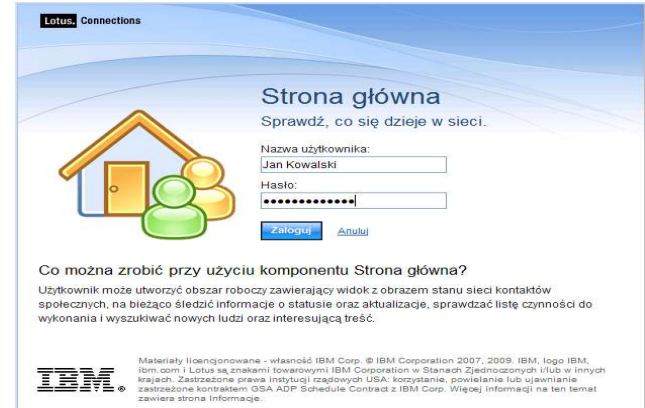 Lotus. Connections
Strona główna
Sprawdź, co się dzieje w sieci.
Nazwa użytkownika:
Jan Kowalski
Hasło:
•••••••••••••
Zaloguj Anuluj
Co można zrobić przy użyciu komponentu Strona główna?
Użytkownik może utworzyć obszar roboczy zawierający widok z obrazem stanu sieci kontaktów
społecznych, na bieżąco śledzić informacje o statusie oraz aktualizacje, sprawdzać listę czynności do
wykonania i wyszukiwać nowych ludzi oraz interesującą treść.
IBM®
Materiały licencjonowane - własność IBM Corp. © IBM Corporation 2007, 2009. IBM, logo IBM,
ibm.com i Lotus są znakami towarowymi IBM Corporation w Stanach Zjednoczonych i/lub w innych
krajach. Zastrzeżone prawa instytucji rządowych USA: korzystanie, powielanie lub ujawnianie
zastrzeżone kontraktem GSA ADP Schedule Contract z IBM Corp. Więcej informacji na ten temat
zawiera strona Informacje.